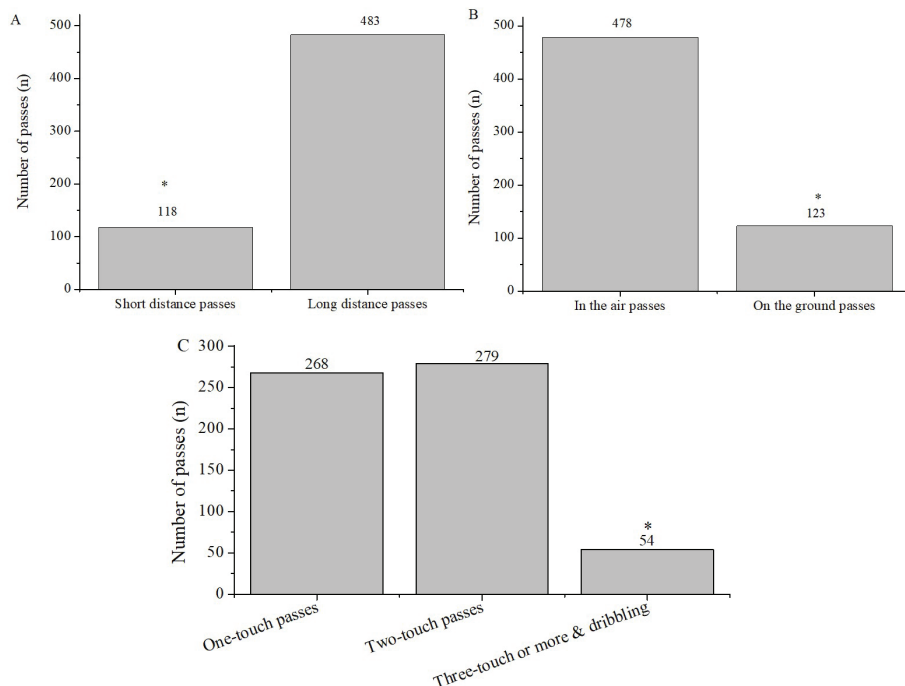 A
Number of passes (n)
500
400
300
200
100
0
483
*
118
Short distance passes
Long distance passes
B
Number of passes (n)
500
400
300
200
100
0
478
*
123
In the air passes
On the ground passes
C
Number of passes (n)
300
250
200
150
100
50
0
268
279
*
54
One-touch passes
Two-touch passes
Three-touch or more & dribbling